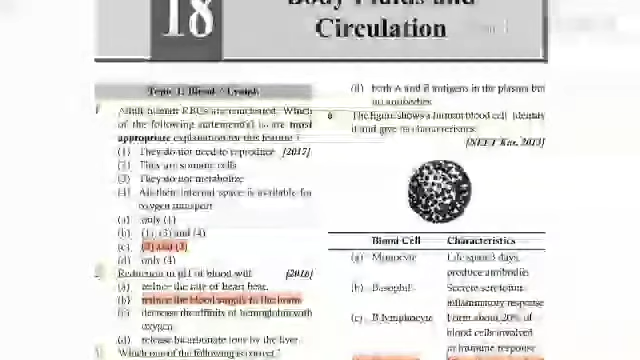 18
Body Fluids and
Circulation
Topic 1: Blood & Lymph
1 Adult human RBCs are enucleated. Which
of the following statement(s) is/are most
appropriate explanation for this feature?
(1) They do not need to reproduce [2017]
(2) They are somatic cells
(3) They do not metabolize
(4) All their internal space is available for
oxygen transport
(a) only (1)
(b) (1), (3) and (4)
(c) (2) and (3)
(d) only (4)
2 Reduction in pH of blood will [2016]
(a) reduce the rate of heart beat.
(b) reduce the blood supply to the brain
(c) decrease the affinity of hemoglobin with
oxygen
(d) release bicarbonate ions by the liver
Which one of the following is correct?
(d) both A and B antigens in the plasma but
no antibodies
The figure shows a human blood cell. Identify
it and give its characteristics.
[NEET Kar. 2013]
Blood Cell Characteristics
(a) Monocyte Life span 3 days,
produce antibodies
(b) Basophil Secrete serotonin
inflammatory response
(c) B lymphocyte Form about 20% of
blood cells involved
in immune response